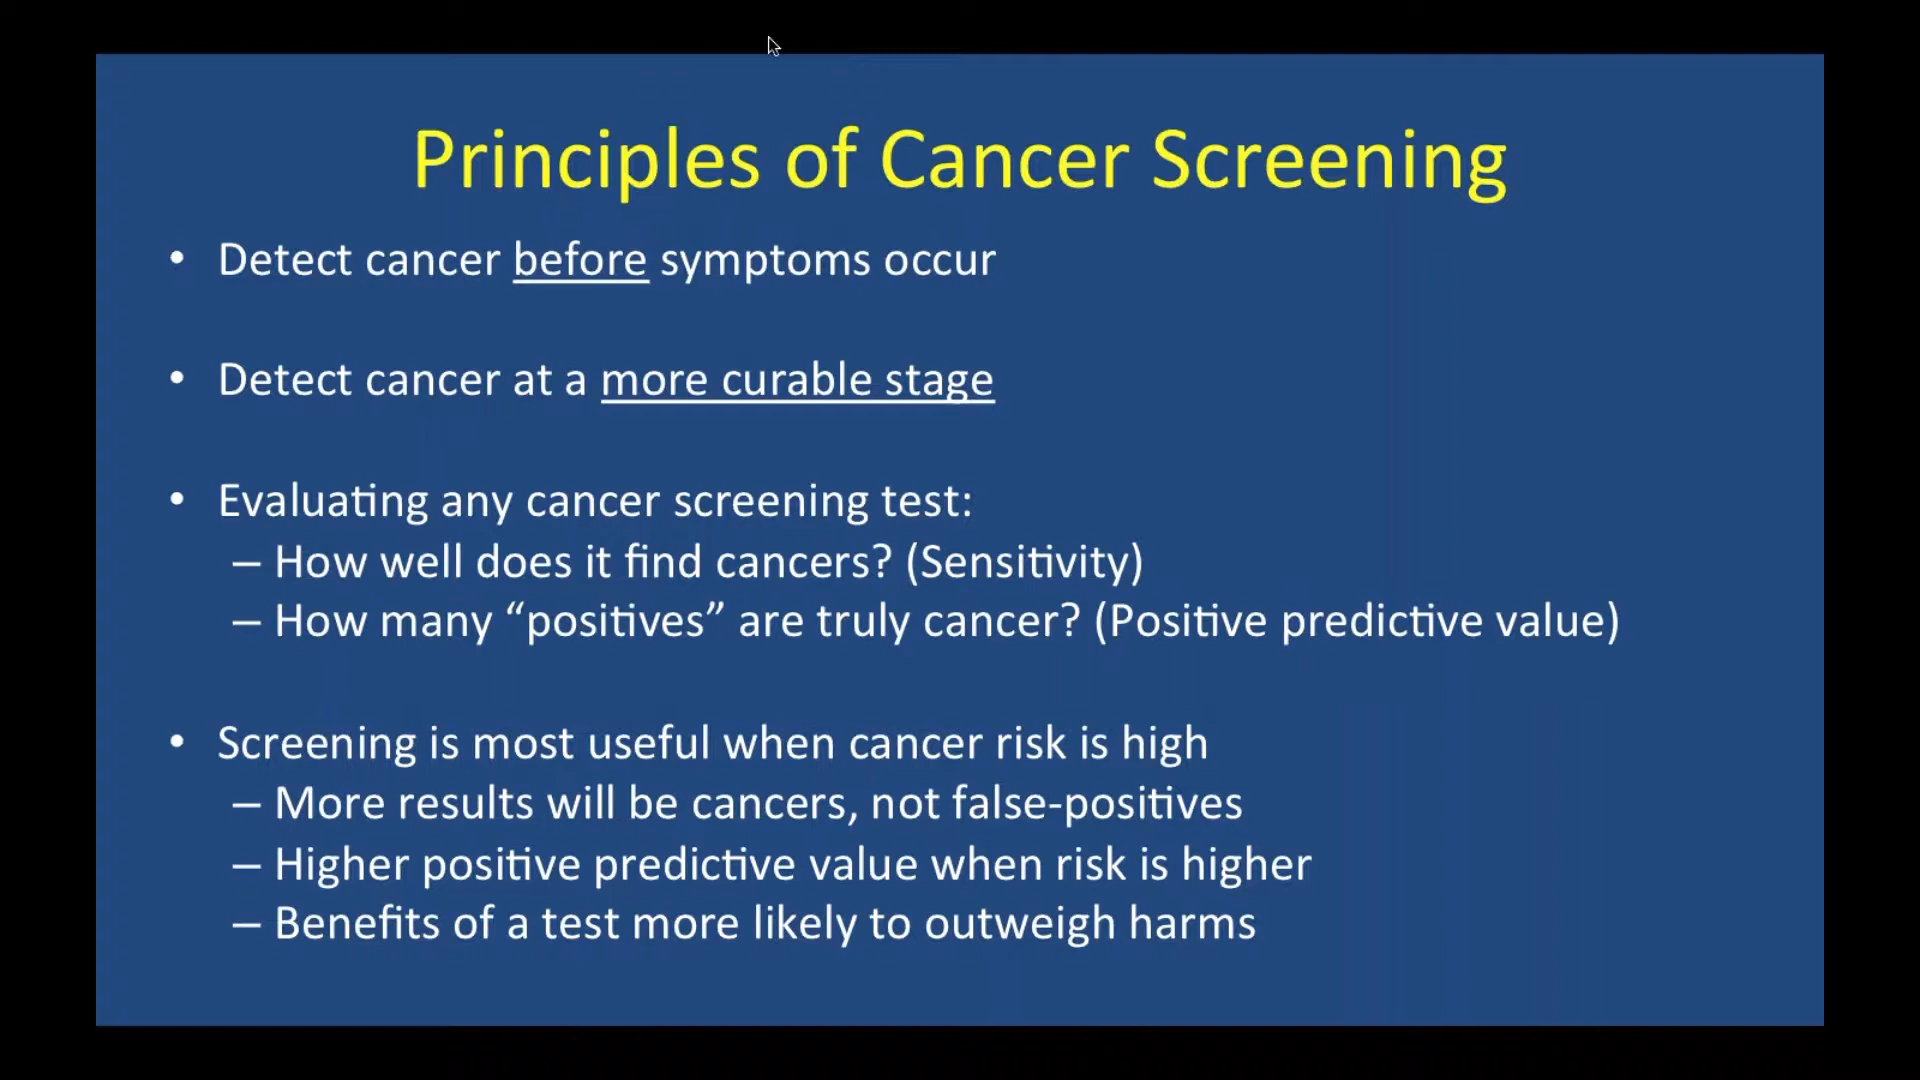 Principles of Cancer Screening
• Detect cancer before symptoms occur
• Detect cancer at a more curable stage
• Evaluating any cancer screening test:
– How well does it find cancers? (Sensitivity)
– How many “positives” are truly cancer? (Positive predictive value)
• Screening is most useful when cancer risk is high
– More results will be cancers, not false-positives
– Higher positive predictive value when risk is higher
– Benefits of a test more likely to outweigh harms